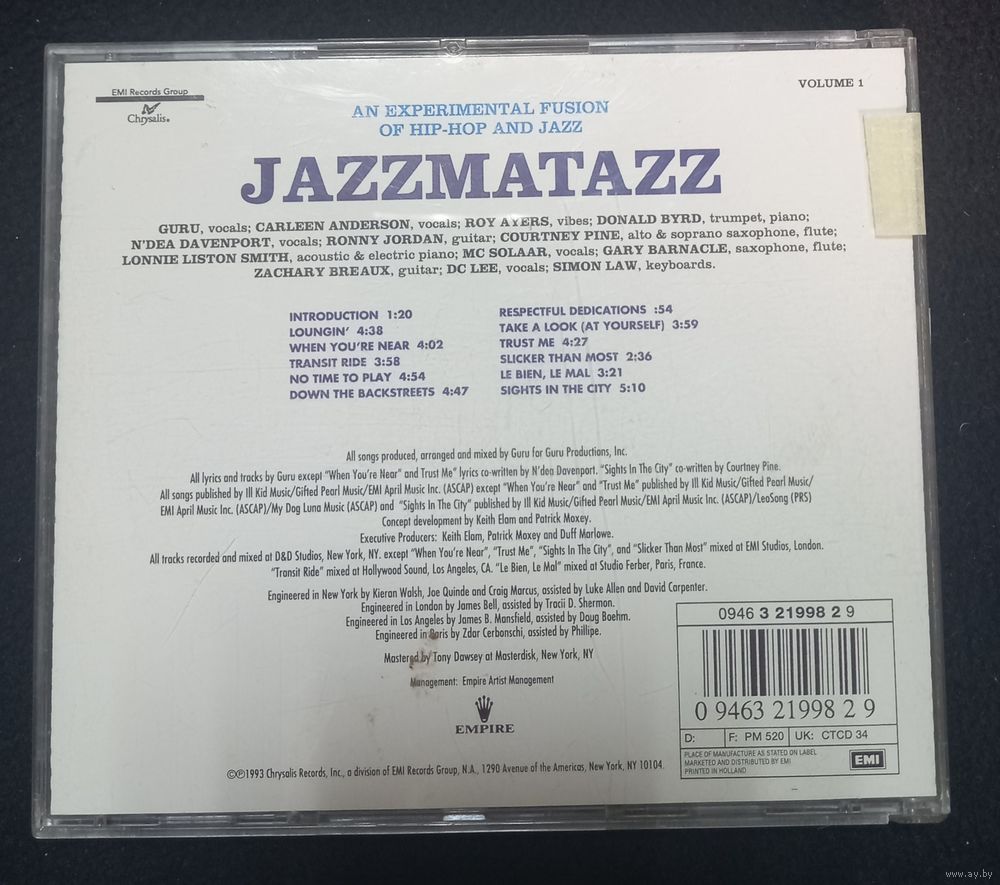 EMI Records Group
Chrysalis®
VOLUME 1
AN EXPERIMENTAL FUSION
OF HIP-HOP AND JAZZ
JAZZMATAZZ
GURU, vocals; CARLEEN ANDERSON, vocals; ROY AYERS, vibes; DONALD BYRD, trumpet, piano;
N'DEA DAVENPORT, vocals; RONNY JORDAN, guitar; COURTNEY PINE, alto & soprano saxophone, flute;
LONNIE LISTON SMITH, acoustic & electric piano; MC SOLAAR, vocals; GARY BARNACLE, saxophone, flute;
ZACHARY BREAUX, guitar; DC LEE, vocals; SIMON LAW, keyboards.
INTRODUCTION 1:20
LOUNGIN' 4:38
WHEN YOU'RE NEAR 4:02
TRANSIT RIDE 3:58
NO TIME TO PLAY 4:54
DOWN THE BACKSTREETS 4:47
RESPECTFUL DEDICATIONS :54
TAKE A LOOK (AT YOURSELF) 3:59
TRUST ME 4:27
SLICKER THAN MOST 2:36
LE BIEN, LE MAL 3:21
SIGHTS IN THE CITY 5:10
All songs produced, arranged and mixed by Guru for Guru Productions, Inc.
All lyrics and tracks by Guru except "When You're Near" and Trust Me" lyrics co-written by N'dea Davenport. "Sights In The City" co-written by Courtney Pine.
All songs published by Ill Kid Music/Gifted Pearl Music/EMI April Music Inc. (ASCAP) except "When You're Near" and "Trust Me" published by Ill Kid Music/Gifted Pearl Music/
EMI April Music Inc. (ASCAP)/My Dog Luna Music (ASCAP) and "Sights In The City" published by Ill Kid Music/Gifted Pearl Music/EMI April Music Inc. (ASCAP)/LeoSong (PRS)
Concept development by Keith Elam and Patrick Moxey.
Executive Producers: Keith Elam, Patrick Moxey and Duff Marlowe.
All tracks recorded and mixed at D&D Studios, New York, NY. except "When You're Near", "Trust Me", "Sights In The City", and "Slicker Than Most" mixed at EMI Studios, London.
"Transit Ride" mixed at Hollywood Sound, Los Angeles, CA. "Le Bien, Le Mal" mixed at Studio Ferber, Paris, France.
Engineered in New York by Kieran Walsh, Joe Quinde and Craig Marcus, assisted by Luke Allen and David Carpenter.
Engineered in London by James Bell, assisted by Tracii D. Sherman.
Engineered in Los Angeles by James B. Mansfield, assisted by Doug Boehm.
Engineered in Paris by Zdar Cerbonschi, assisted by Phillipe.
Mastered by Tony Dawsey at Masterdisk, New York, NY
Management: Empire Artist Management
EMPIRE
©℗1993 Chrysalis Records, Inc., a division of EMI Records Group, N.A., 1290 Avenue of the Americas, New York, NY 10104.
0946 3 21998 2 9
0 9463 21998 2 9
D: F: PM 520 UK: CTCD 34
PLACE OF MANUFACTURE AS STATED ON LABEL
MARKETED AND DISTRIBUTED BY EMI
PRINTED IN HOLLAND
EMI
www.ay.by